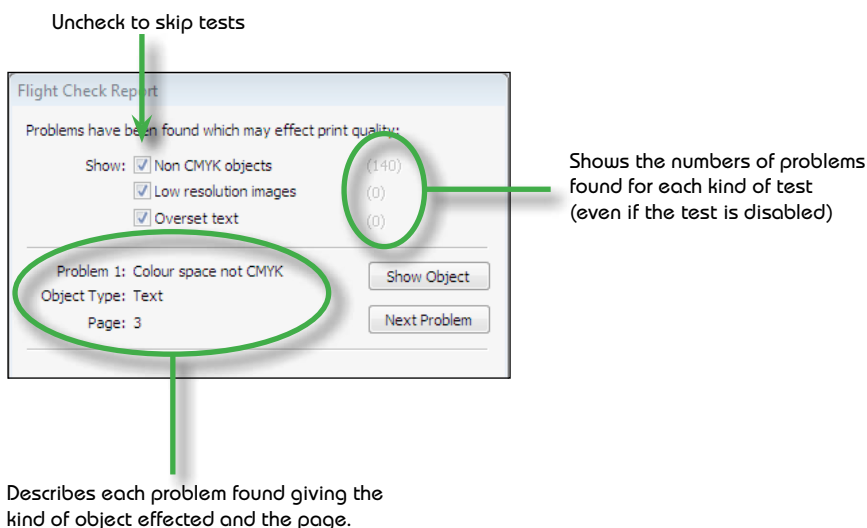 Uncheck to skip tests
Flight Check Report
Problems have been found which may effect print quality:
Show: Non CMYK objects (140)
Low resolution images (0)
Overset text (0)
Shows the numbers of problems
found for each kind of test
(even if the test is disabled)
Problem 1: Colour space not CMYK
Object Type: Text
Page: 3
Show Object
Next Problem
Describes each problem found giving the
kind of object effected and the page.